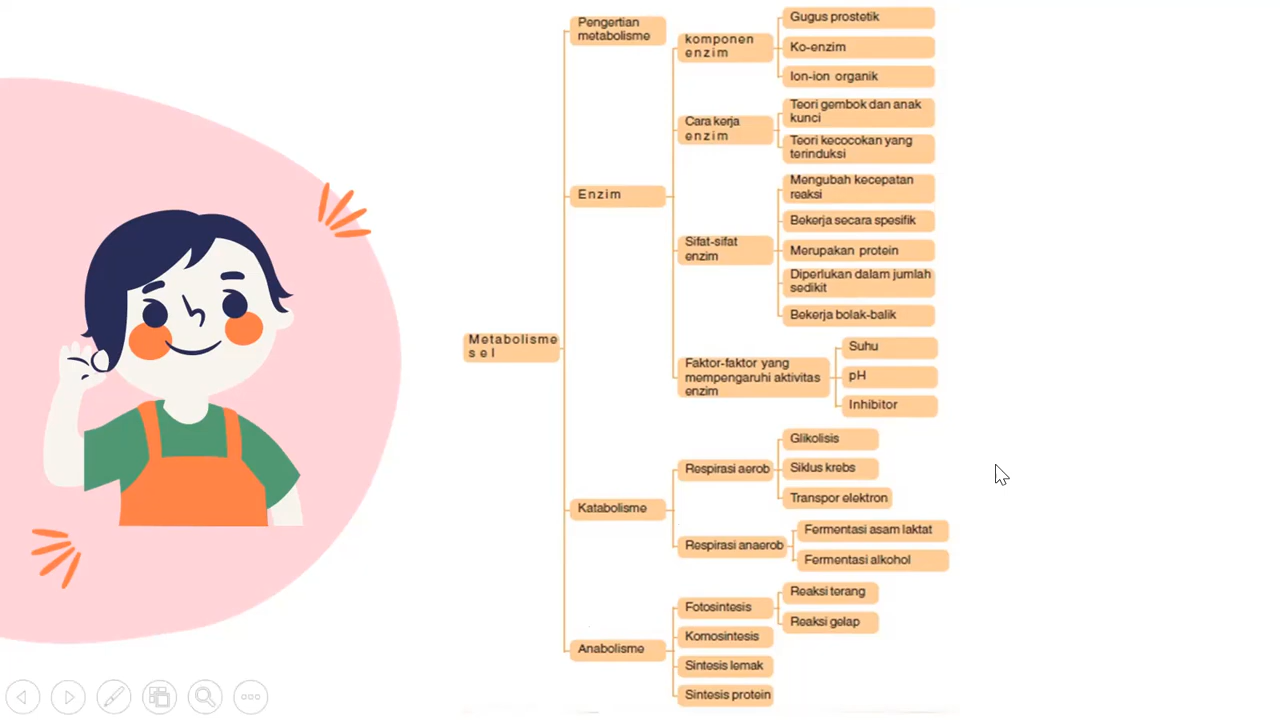 Pengertian
metabolisme
komponen
enzim
Gugus prostetik
Ko-enzim
Ion-ion organik
Cara kerja
enzim
Teori gembok dan anak
kunci
Teori kecocokan yang
terinduksi
Enzim
Sifat-sifat
enzim
Mengubah kecepatan
reaksi
Bekerja secara spesifik
Merupakan protein
Diperlukan dalam jumlah
sedikit
Bekerja bolak-balik
Metabolisme
sel
Faktor-faktor yang
mempengaruhi aktivitas
enzim
Suhu
pH
Inhibitor
Katabolisme
Respirasi aerob
Glikolisis
Siklus krebs
Transpor elektron
Respirasi anaerob
Fermentasi asam laktat
Fermentasi alkohol
Anabolisme
Fotosintesis
Reaksi terang
Reaksi gelap
Komosintesis
Sintesis lemak
Sintesis protein